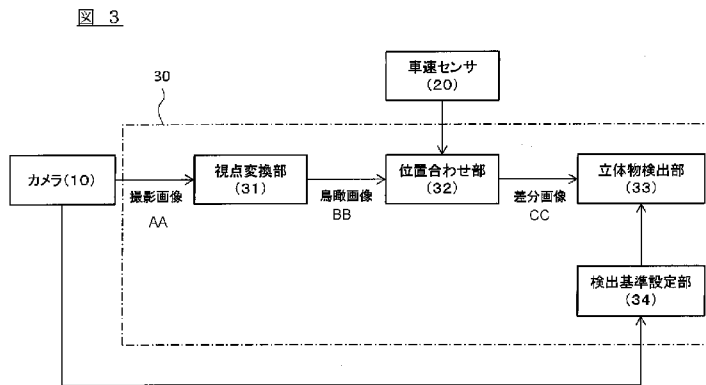 図 3
車速センサ
(20)
30
カメラ(10)
撮影画像
AA
視点変換部
(31)
鳥瞰画像
BB
位置合わせ部
(32)
差分画像
CC
立体物検出部
(33)
検出基準設定部
(34)